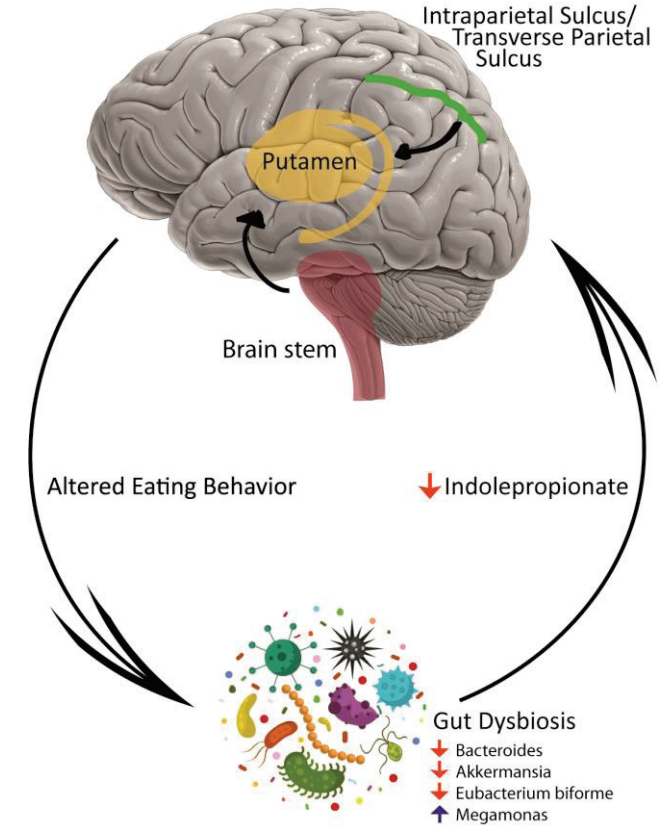 Intraparietal Sulcus/
Transverse Parietal
Sulcus
Putamen
Brain stem
Altered Eating Behavior
↓ Indolepropionate
Gut Dysbiosis
↓ Bacteroides
↓ Akkermansia
↓ Eubacterium biforme
↑ Megamonas